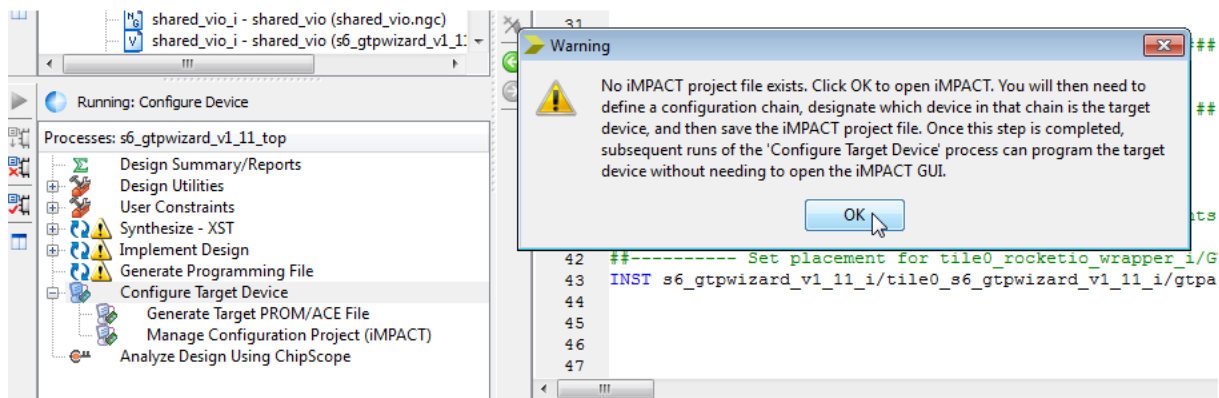 shared_vio_i - shared_vio (shared_vio.ngc)
shared_vio_i - shared_vio (s6_gtpwizard_v1_11
Running: Configure Device
Processes: s6_gtpwizard_v1_11_top
Design Summary/Reports
Design Utilities
User Constraints
Synthesize - XST
Implement Design
Generate Programming File
Configure Target Device
Generate Target PROM/ACE File
Manage Configuration Project (iMPACT)
Analyze Design Using ChipScope
31
##
##
Warning
No iMPACT project file exists. Click OK to open iMPACT. You will then need to
define a configuration chain, designate which device in that chain is the target
device, and then save the iMPACT project file. Once this step is completed,
subsequent runs of the 'Configure Target Device' process can program the target
device without needing to open the iMPACT GUI.
OK
ts
42 ##---------- Set placement for tile0_rocketio_wrapper_i/G
43 INST s6_gtpwizard_v1_11_i/tile0_s6_gtpwizard_v1_11_i/gtpa
44
45
46
47